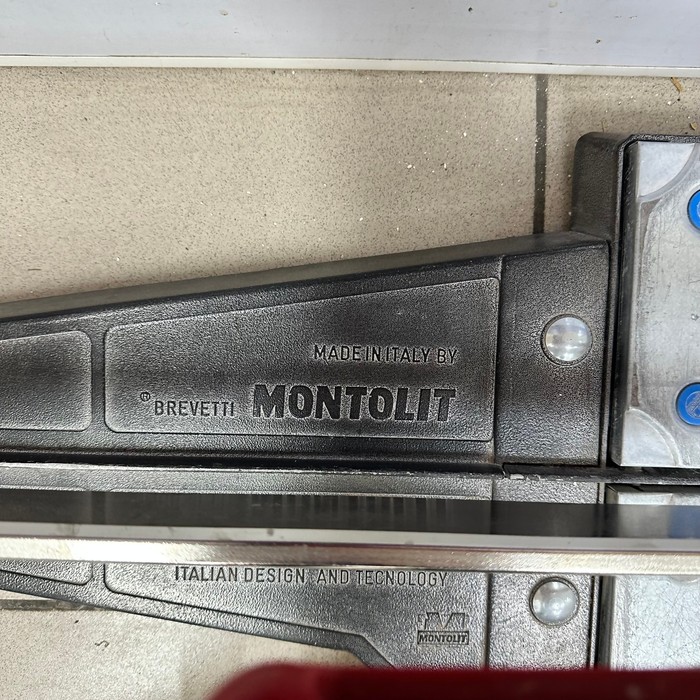 MADE IN ITALY BY
® BREVETTI MONTOLIT
ITALIAN DESIGN AND TECNOLOGY
MONTOLIT